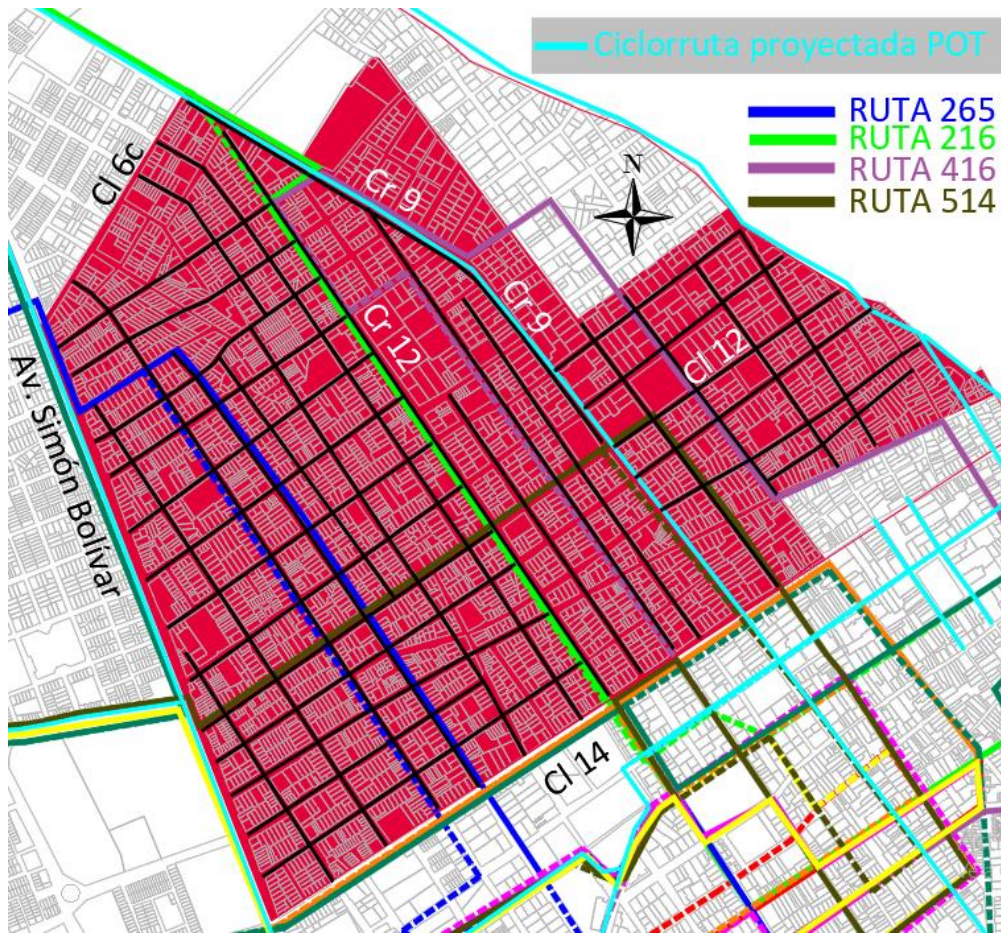 Ciclorruta proyectada POT
RUTA 265
RUTA 216
RUTA 416
RUTA 514
N
Cl 6c
Cr 9
Cr 9
Cr 12
Cl 12
Av. Simón Bolívar
Cl 14